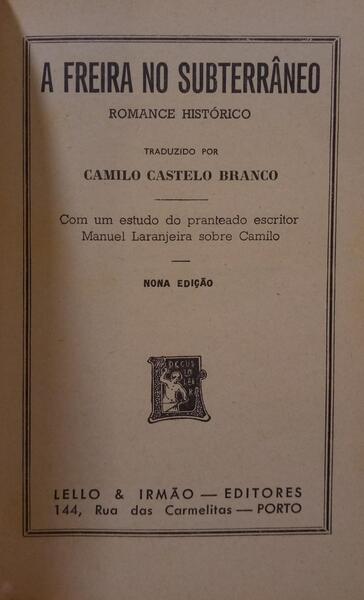 A FREIRA NO SUBTERRÂNEO
ROMANCE HISTÓRICO
TRADUZIDO POR
CAMILO CASTELO BRANCO
Com um estudo do pranteado escritor
Manuel Laranjeira sobre Camilo
NONA EDIÇÃO
LELLO & IRMÃO — EDITORES
144, Rua das Carmelitas — PORTO